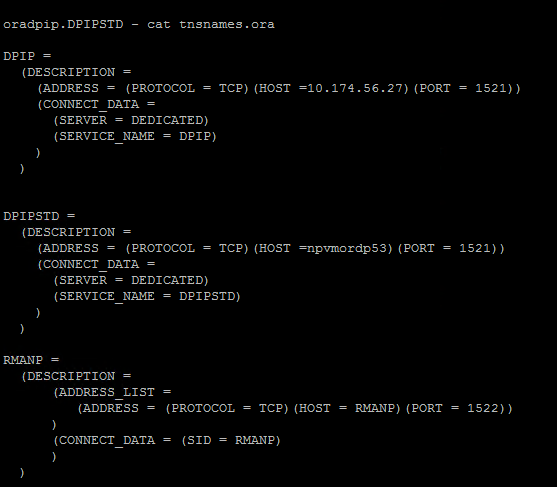 oradpip.DPIPSTD - cat tnsnames.ora
DPIP =
  (DESCRIPTION =
    (ADDRESS = (PROTOCOL = TCP)(HOST =10.174.56.27)(PORT = 1521))
    (CONNECT_DATA =
      (SERVER = DEDICATED)
      (SERVICE_NAME = DPIP)
    )
  )
DPIPSTD =
  (DESCRIPTION =
    (ADDRESS = (PROTOCOL = TCP)(HOST =npvmordp53)(PORT = 1521))
    (CONNECT_DATA =
      (SERVER = DEDICATED)
      (SERVICE_NAME = DPIPSTD)
    )
  )
RMANP =
  (DESCRIPTION =
      (ADDRESS_LIST =
         (ADDRESS = (PROTOCOL = TCP)(HOST = RMANP)(PORT = 1522))
      )
      (CONNECT_DATA = (SID = RMANP)
      )
  )